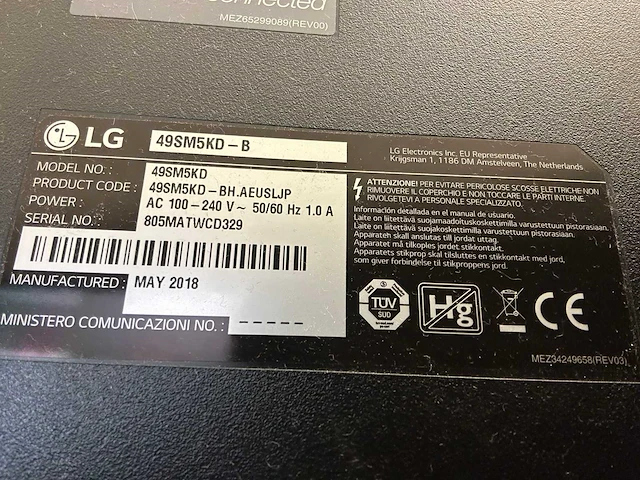 connected
MEZ65299089(REV00)
LG
49SM5KD-B
LG Electronics Inc. EU Representative
Krijgsman 1, 1186 DM Amstelveen, The Netherlands
MODEL NO. : 49SM5KD
PRODUCT CODE : 49SM5KD-BH.AEUSLJP
POWER : AC 100-240 V ~ 50/60 Hz 1.0 A
SERIAL NO. : 805MATWCD329
MANUFACTURED : MAY 2018
MINISTERO COMUNICAZIONI NO. : -----
ATTENZIONE! PER EVITARE PERICOLOSE SCOSSE ELETTRICHE NON
RIMUOVERE IL COPERCHIO E NON TOCCARE LE PARTI INTERNE.
RIVOLGETEVI A PERSONALE SPECIALIZZATO.
Información detallada en el manual de usuario.
Laite on liitettävä suojamaadoituskoskettimilla varustettuun pistorasiaan.
Laite on liitettävä suojakoskettimilla varustettuun pistorasiaan.
Apparaten skall anslutas till jordat uttag.
Apparatet må tilkoples jordet stikkontakt.
Apparatets stikprop skal tilsluttes en stikkontakt med jord,
som giver forbindelse til stikproppens jord.
TÜV
SÜD
Hg
CE
MEZ34249658(REV03)